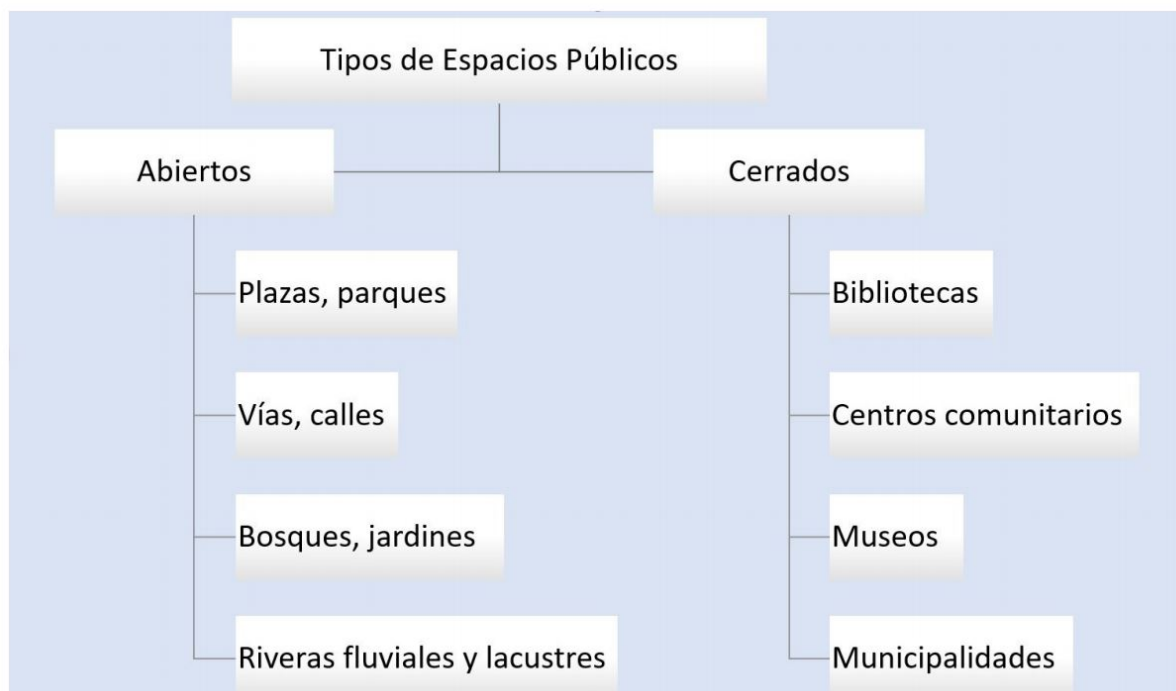 Tipos de Espacios Públicos
Abiertos
Plazas, parques
Vías, calles
Bosques, jardines
Riveras fluviales y lacustres
Cerrados
Bibliotecas
Centros comunitarios
Museos
Municipalidades